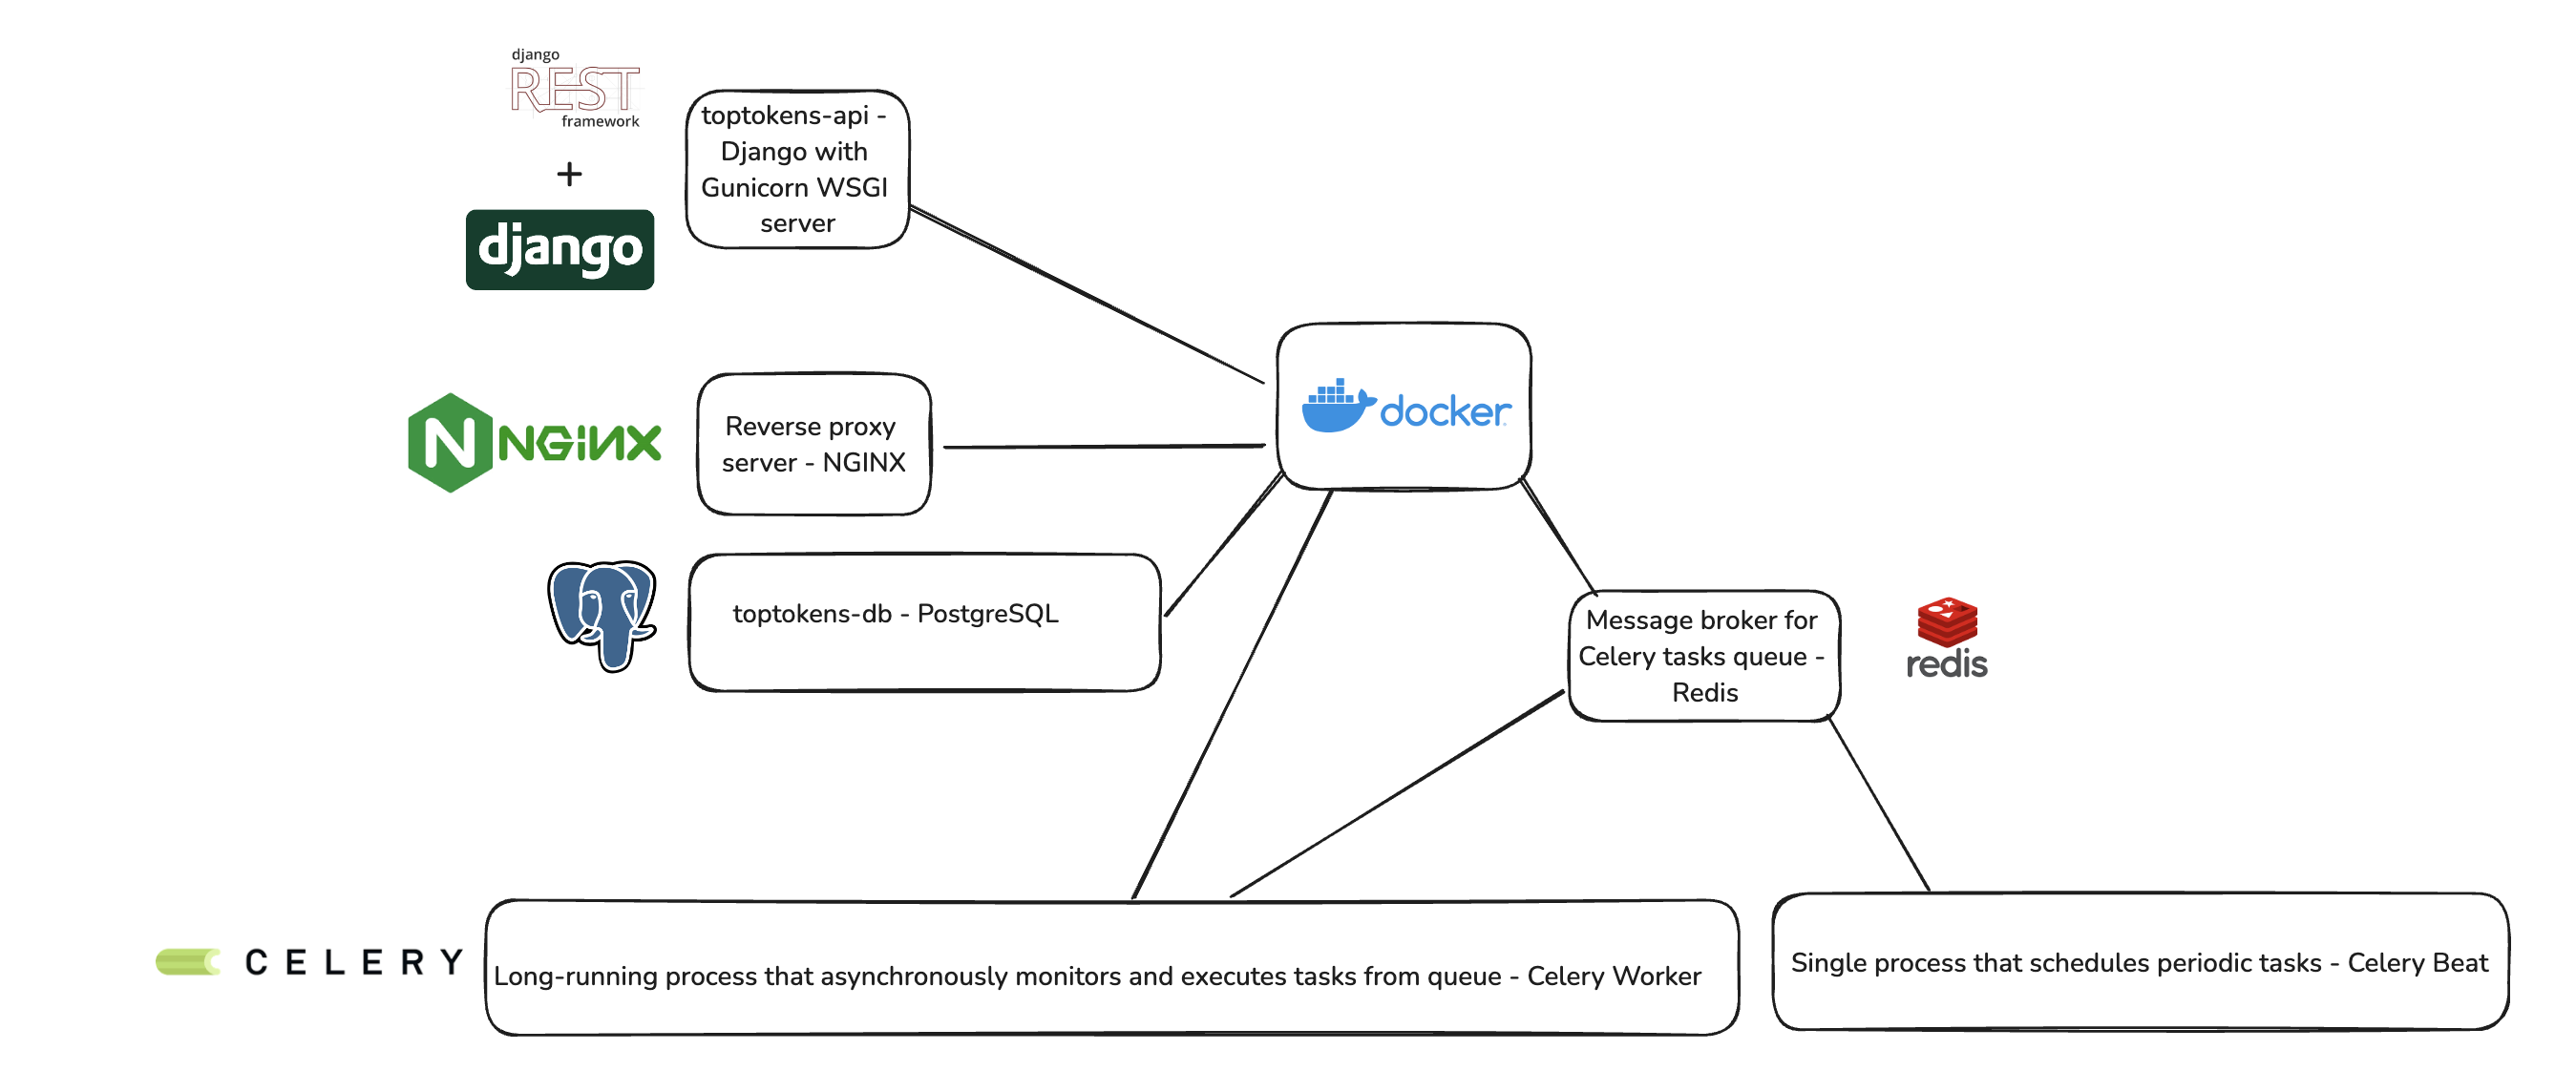 django
REST
framework
+
django
toptokens-api -
Django with
Gunicorn WSGI
server
docker
NGINX
Reverse proxy
server - NGINX
toptokens-db - PostgreSQL
Message broker for
Celery tasks queue -
Redis
redis
CELERY
Long-running process that asynchronously monitors and executes tasks from queue - Celery Worker
Single process that schedules periodic tasks - Celery Beat